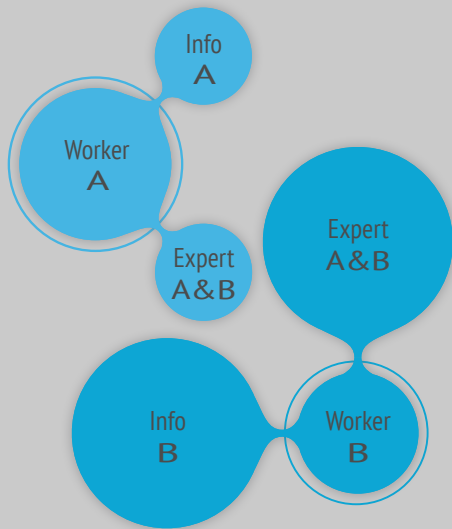 Info
A
Worker
A
Expert
A&B
Expert
A&B
Info
B
Worker
B